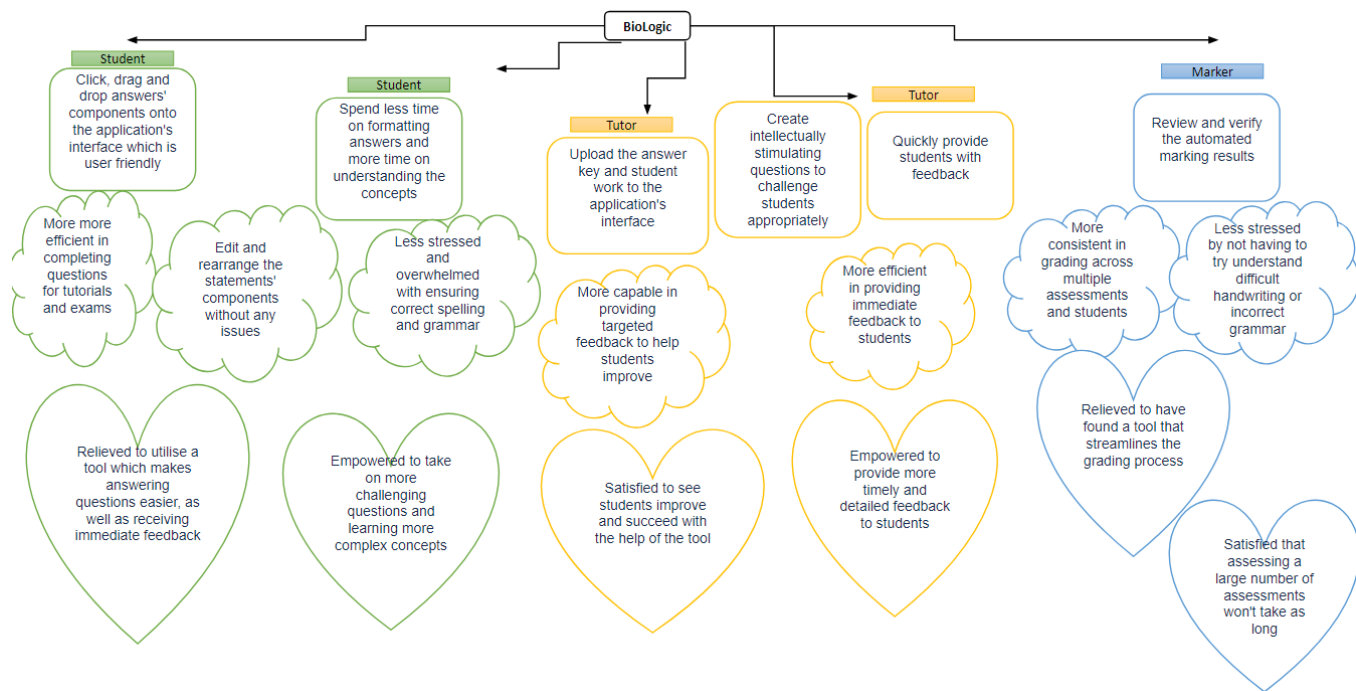 BioLogic
Student
Click, drag and
drop answers'
components onto
the application's
interface which is
user friendly
More more
efficient in
completing
questions
for tutorials
and exams
Edit and
rearrange the
statements'
components
without any
issues
Relieved to utilise a
tool which makes
answering
questions easier, as
well as receiving
immediate feedback
Student
Spend less time
on formatting
answers and
more time on
understanding the
concepts
Less stressed
and
overwhelmed
with ensuring
correct spelling
and grammar
Empowered to take
on more
challenging
questions and
learning more
complex concepts
Tutor
Upload the answer
key and student
work to the
application's
interface
More capable in
providing
targeted
feedback to help
students
improve
Satisfied to see
students improve
and succeed with
the help of the tool
Create
intellectually
stimulating
questions to
challenge
students
appropriately
Tutor
Quickly provide
students with
feedback
More efficient
in providing
immediate
feedback to
students
Empowered to
provide more
timely and
detailed feedback
to students
Marker
Review and verify
the automated
marking results
More
consistent in
grading across
multiple
assessments
and students
Less stressed
by not having to
try understand
difficult
handwriting or
incorrect
grammar
Relieved to have
found a tool that
streamlines the
grading process
Satisfied that
assessing a
large number of
assessments
won't take as
long